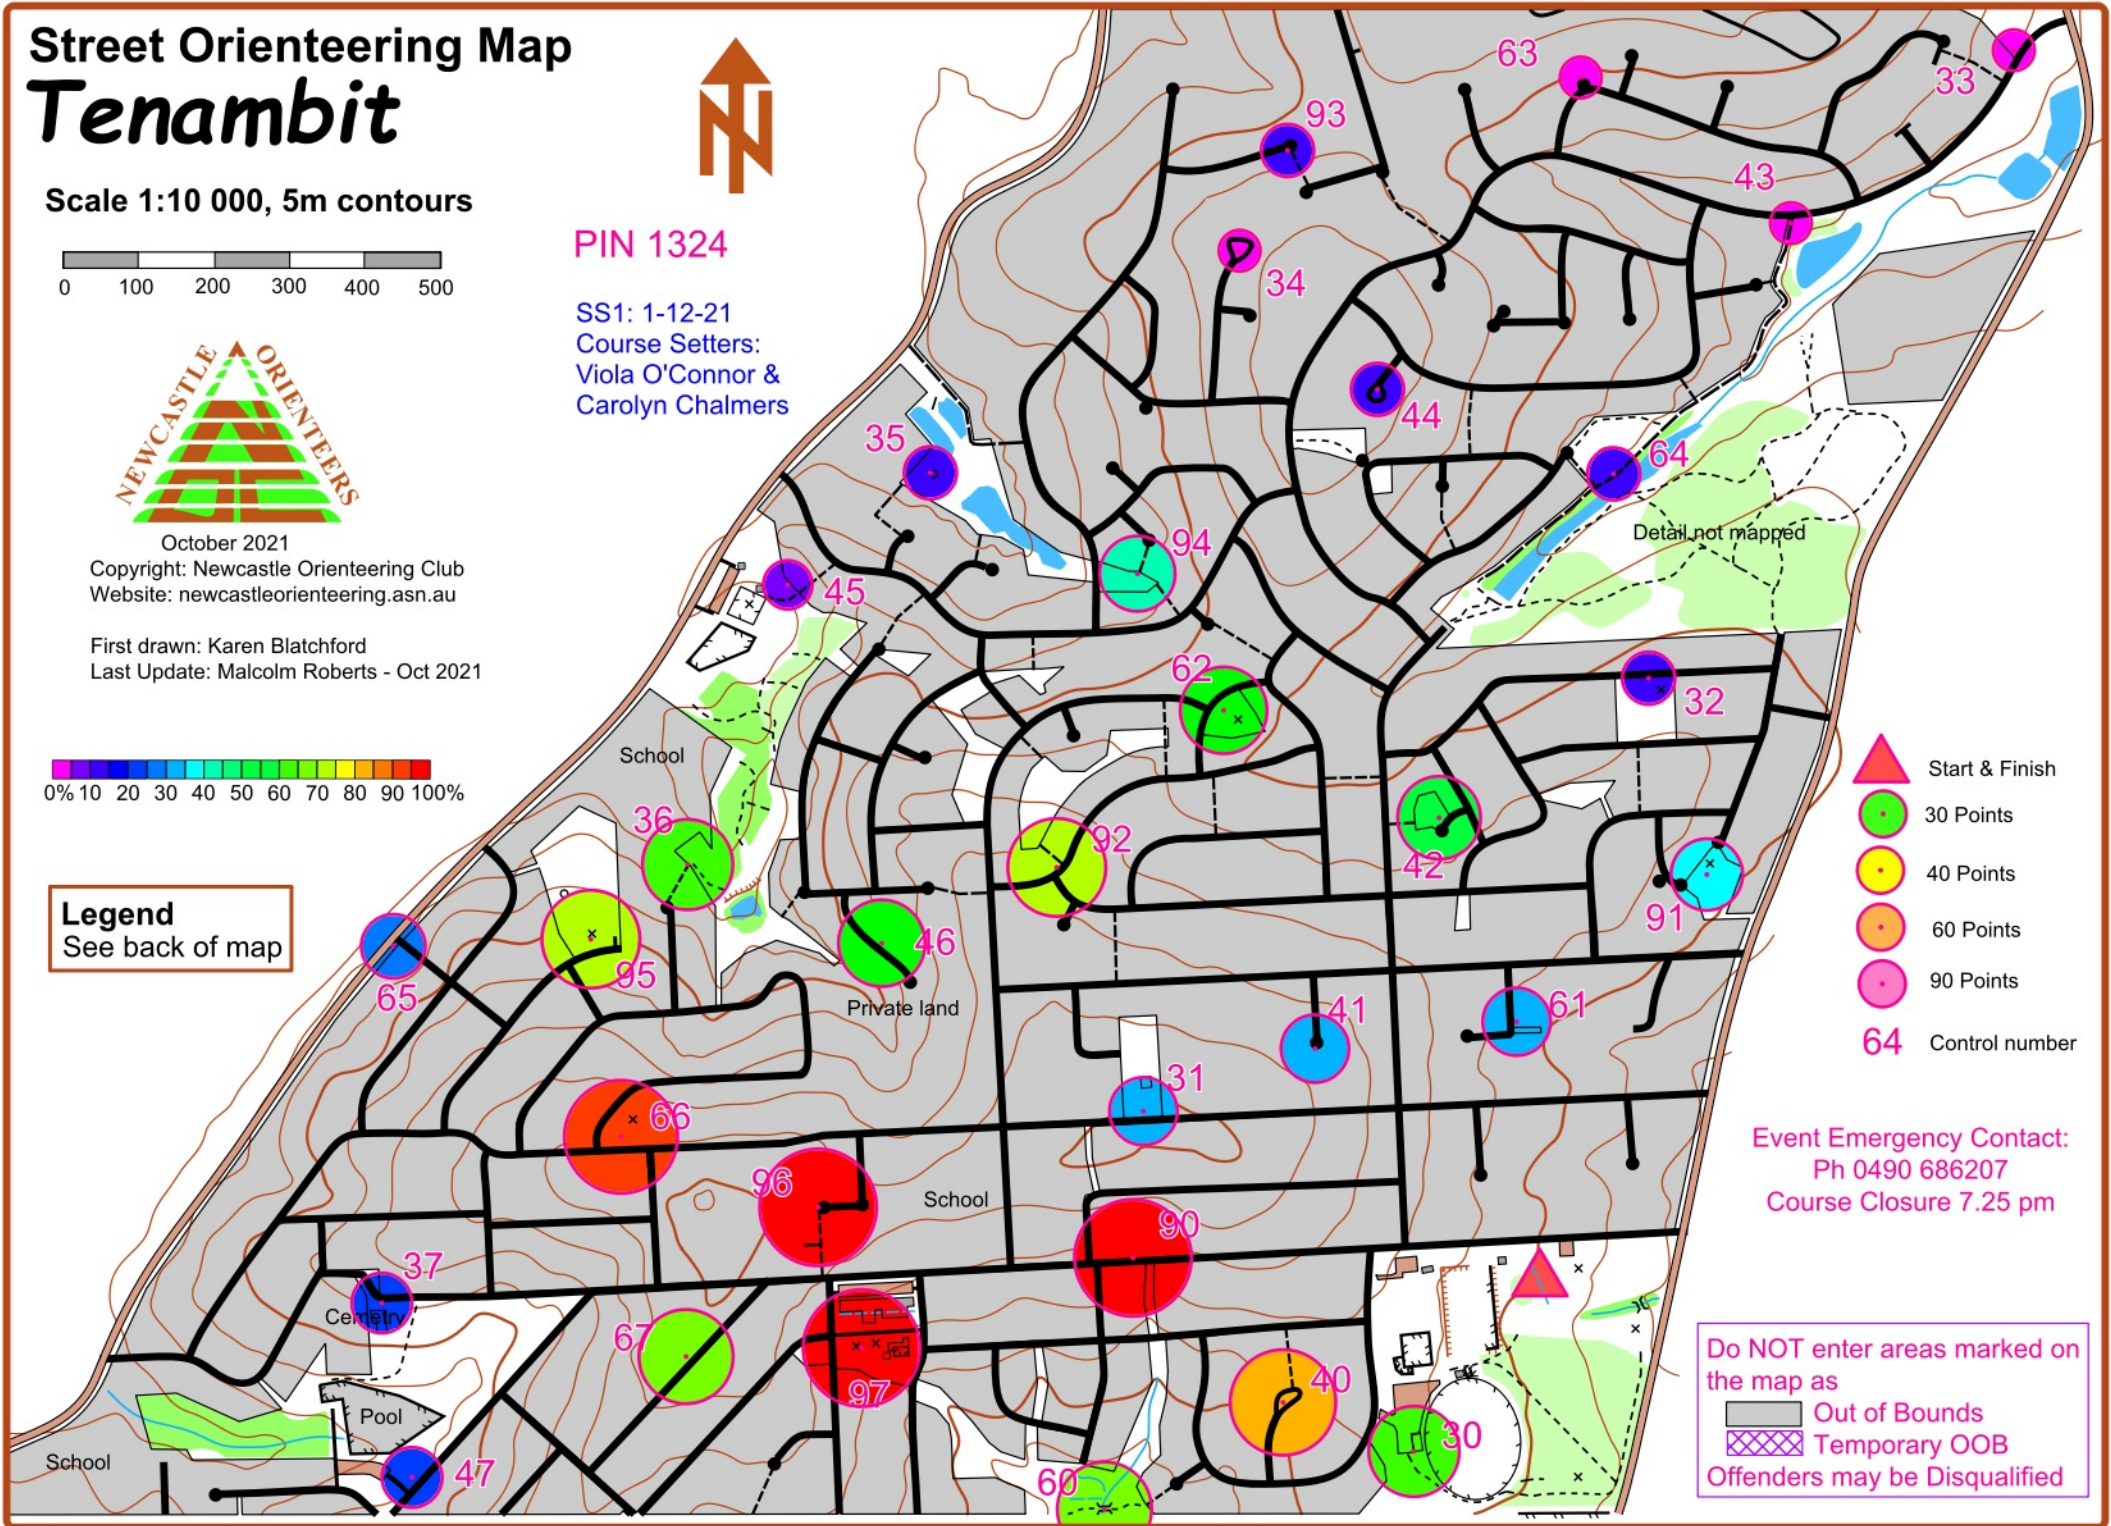 Street Orienteering Map
Tenambit
Scale 1:10 000, 5m contours
0 100 200 300 400 500
N
PIN 1324
SS1: 1-12-21
Course Setters:
Viola O'Connor &
Carolyn Chalmers
NEWCASTLE ORIENTEERS
October 2021
Copyright: Newcastle Orienteering Club
Website: newcastleorienteering.asn.au
First drawn: Karen Blatchford
Last Update: Malcolm Roberts - Oct 2021
0% 10 20 30 40 50 60 70 80 90 100%
Legend
See back of map
63
33
93
43
34
44
35
64
Detail not mapped
94
45
62
32
School
36
92
42
91
46
95
65
Private land
41
61
31
66
96
School
90
37
Cemetry
67
97
40
Pool
30
School
47
60
Start & Finish
30 Points
40 Points
60 Points
90 Points
64 Control number
Event Emergency Contact:
Ph 0490 686207
Course Closure 7.25 pm
Do NOT enter areas marked on
the map as
Out of Bounds
Temporary OOB
Offenders may be Disqualified